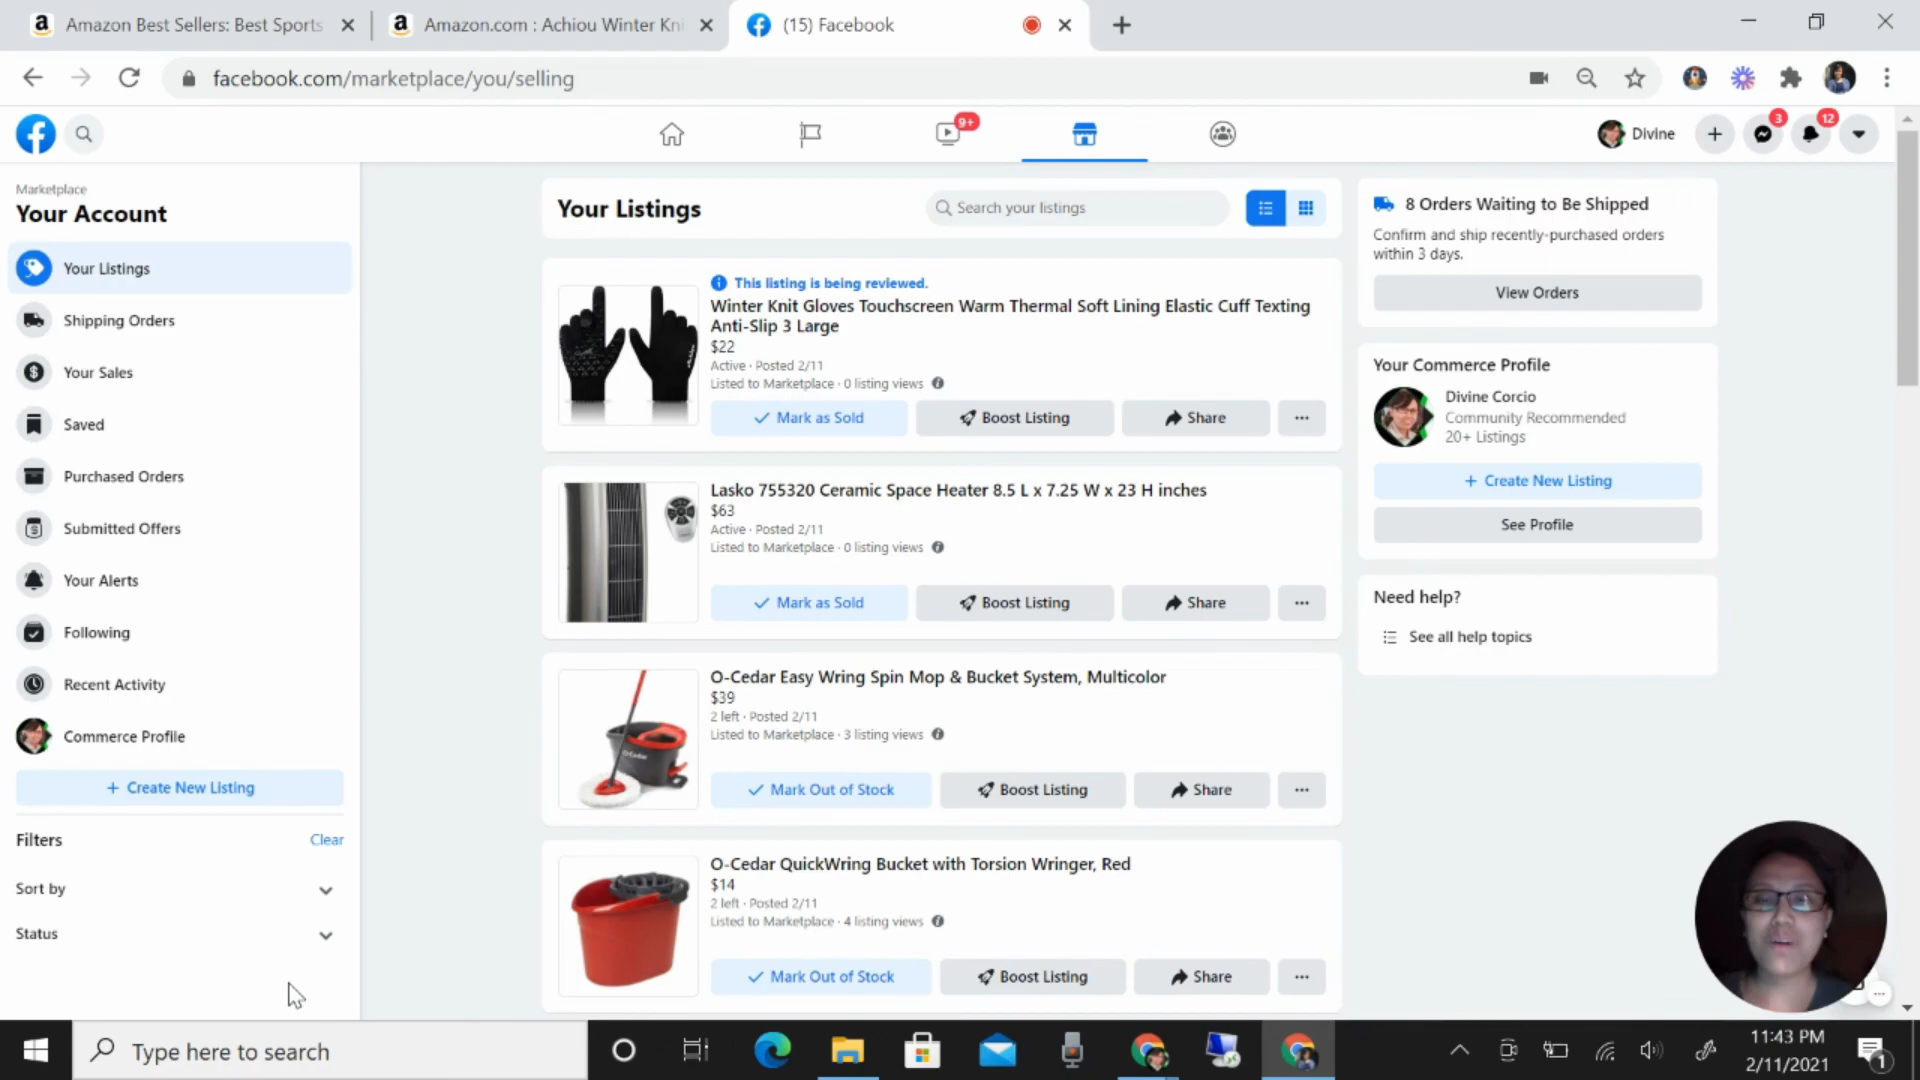 Amazon Best Sellers: Best Sports
Amazon.com : Achiou Winter Kni
(15) Facebook
facebook.com/marketplace/you/selling
9+
Divine
3
12
Marketplace
Your Account
Your Listings
Shipping Orders
Your Sales
Saved
Purchased Orders
Submitted Offers
Your Alerts
Following
Recent Activity
Commerce Profile
+ Create New Listing
Filters
Clear
Sort by
Status
Your Listings
Search your listings
This listing is being reviewed.
Winter Knit Gloves Touchscreen Warm Thermal Soft Lining Elastic Cuff Texting
Anti-Slip 3 Large
$22
Active · Posted 2/11
Listed to Marketplace · 0 listing views
Mark as Sold
Boost Listing
Share
Lasko 755320 Ceramic Space Heater 8.5 L x 7.25 W x 23 H inches
$63
Active · Posted 2/11
Listed to Marketplace · 0 listing views
Mark as Sold
Boost Listing
Share
O-Cedar Easy Wring Spin Mop & Bucket System, Multicolor
$39
2 left · Posted 2/11
Listed to Marketplace · 3 listing views
Mark Out of Stock
Boost Listing
Share
O-Cedar QuickWring Bucket with Torsion Wringer, Red
$14
2 left · Posted 2/11
Listed to Marketplace · 4 listing views
Mark Out of Stock
Boost Listing
Share
8 Orders Waiting to Be Shipped
Confirm and ship recently-purchased orders
within 3 days.
View Orders
Your Commerce Profile
Divine Corcio
Community Recommended
20+ Listings
+ Create New Listing
See Profile
Need help?
See all help topics
Type here to search
11:43 PM
2/11/2021
1